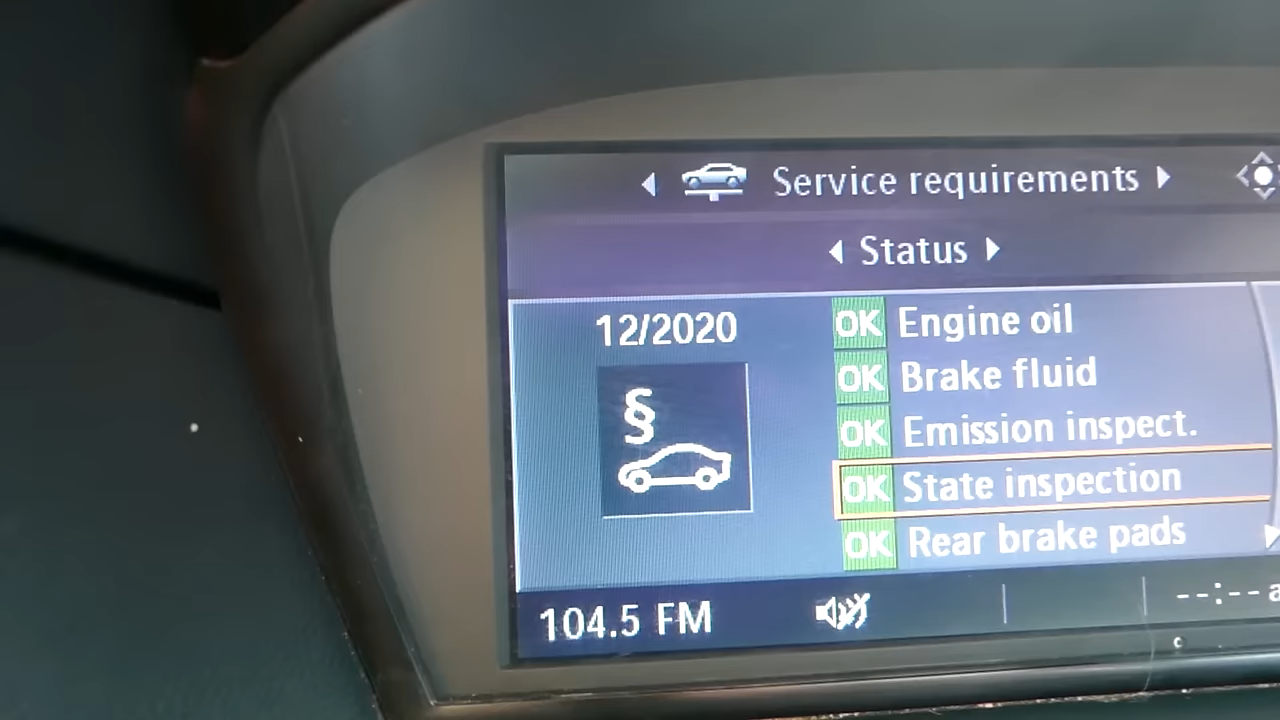 Service requirements
Status
12/2020
§
OK Engine oil
OK Brake fluid
OK Emission inspect.
OK State inspection
OK Rear brake pads
104.5 FM
--:-- a